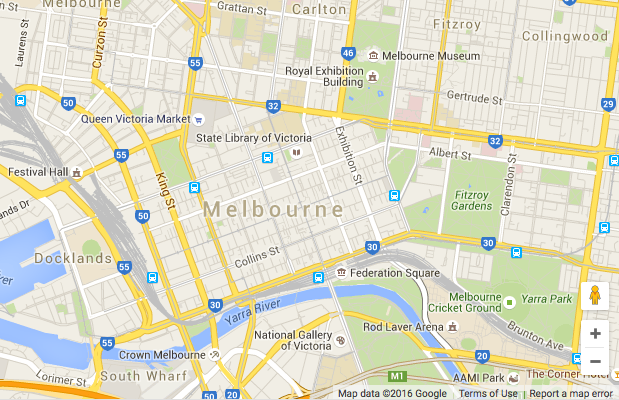 Melbourne
Grattan St
Carlton
Fitzroy
Collingwood
Laurens St
Curzon St
55
46
Melbourne Museum
Royal Exhibition
Building
Gertrude St
50
32
29
Queen Victoria Market
State Library of Victoria
Exhibition St
32
55
Albert St
Clarendon St
Festival Hall
King St
55
Fitzroy
Gardens
ands Dr
50
Melbourne
30
30
Docklands
Collins St
55
Federation Square
30
Yarra River
Melbourne
Cricket Ground
Yarra Park
Rod Laver Arena
Brunton Ave
National Gallery
of Victoria
Crown Melbourne
20
Lorimer St
South Wharf
M1
AAMI Park
The Corner Hotel
20
+
−
Map data ©2016 Google
Terms of Use
Report a map error